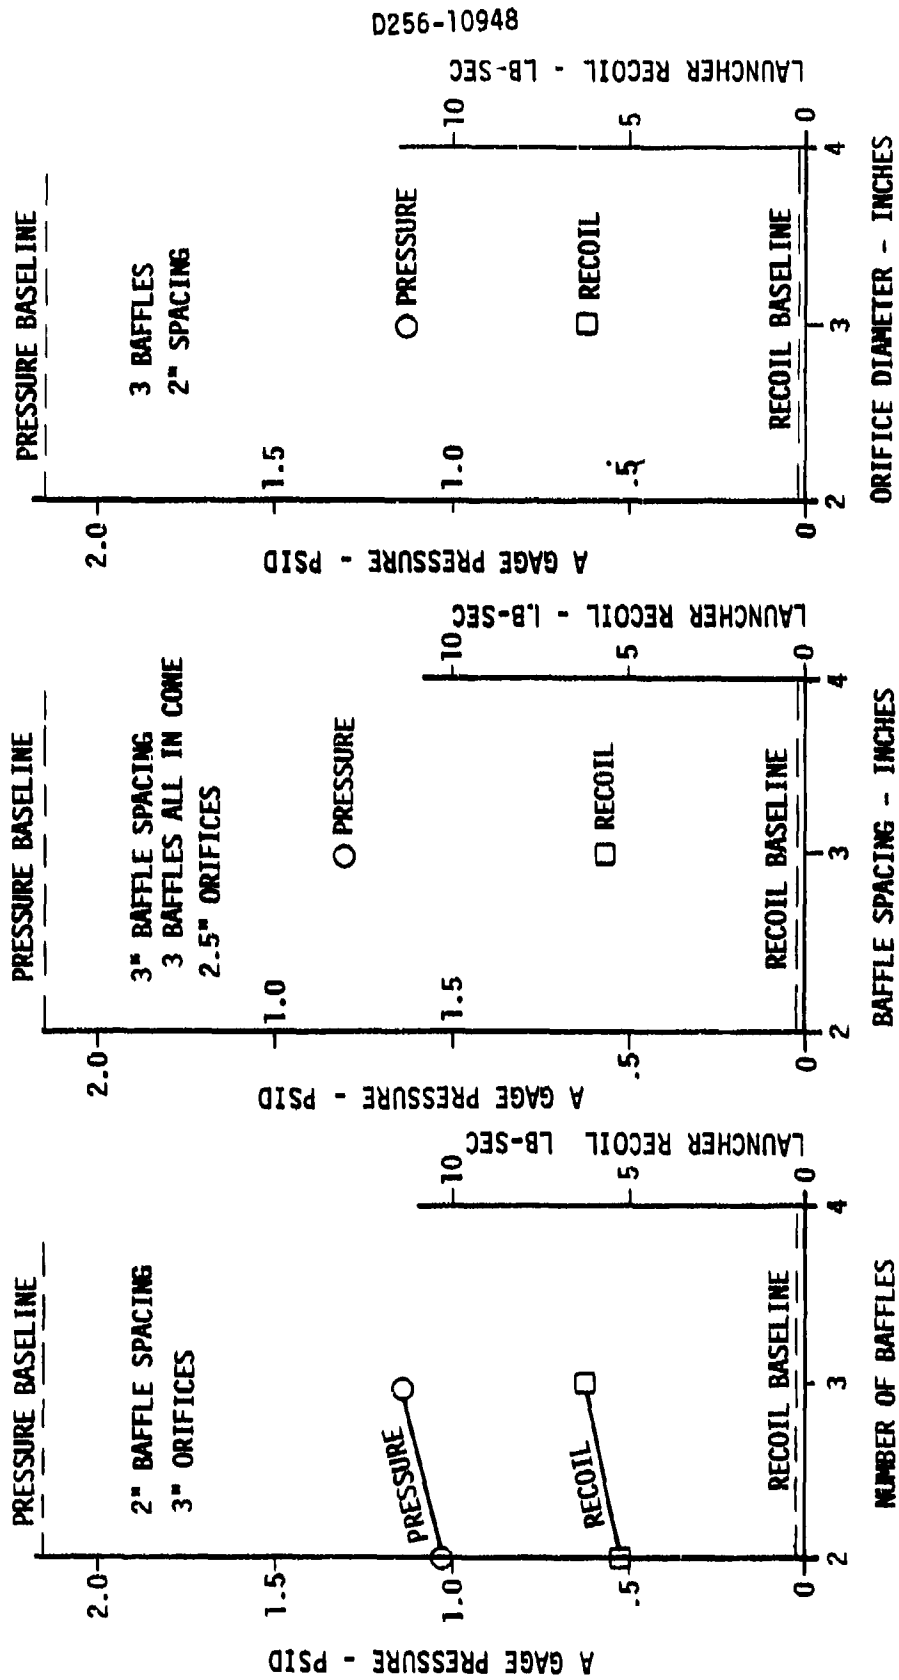 D256-10948
PRESSURE BASELINE
2" BAFFLE SPACING
3" ORIFICES
PRESSURE
RECOIL
RECOIL BASELINE
A GAGE PRESSURE - PSID
2.0
1.5
1.0
.5
0
LAUNCHER RECOIL LB-SEC
10
5
0
2
3
4
NUMBER OF BAFFLES
PRESSURE BASELINE
3" BAFFLE SPACING
3 BAFFLES ALL IN CONE
2.5" ORIFICES
PRESSURE
RECOIL
RECOIL BASELINE
A GAGE PRESSURE - PSID
2.0
1.0
1.5
.5
0
LAUNCHER RECOIL - LB-SEC
10
5
0
2
3
4
BAFFLE SPACING - INCHES
PRESSURE BASELINE
3 BAFFLES
2" SPACING
PRESSURE
RECOIL
RECOIL BASELINE
A GAGE PRESSURE - PSID
2.0
1.5
1.0
.5
0
LAUNCHER RECOIL - LB-SEC
10
5
0
2
3
4
ORIFICE DIAMETER - INCHES